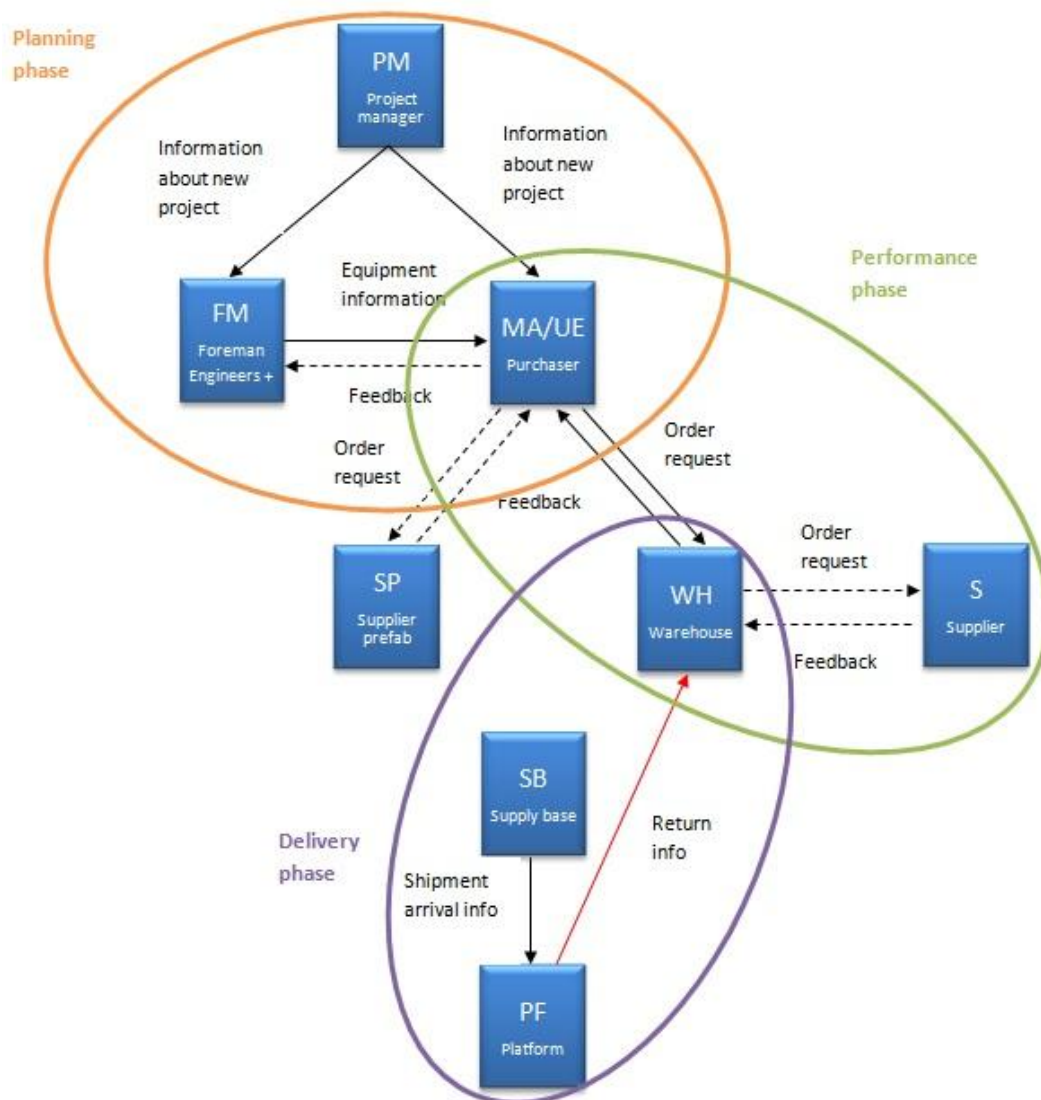 Planning
phase
PM
Project
manager
Information
about new
project
Information
about new
project
Performance
phase
Equipment
information
FM
Foreman
Engineers +
MA/UE
Purchaser
Feedback
Order
request
Order
request
Feedback
Order
request
SP
Supplier
prefab
WH
Warehouse
S
Supplier
Feedback
SB
Supply base
Return
info
Delivery
phase
Shipment
arrival info
PF
Platform